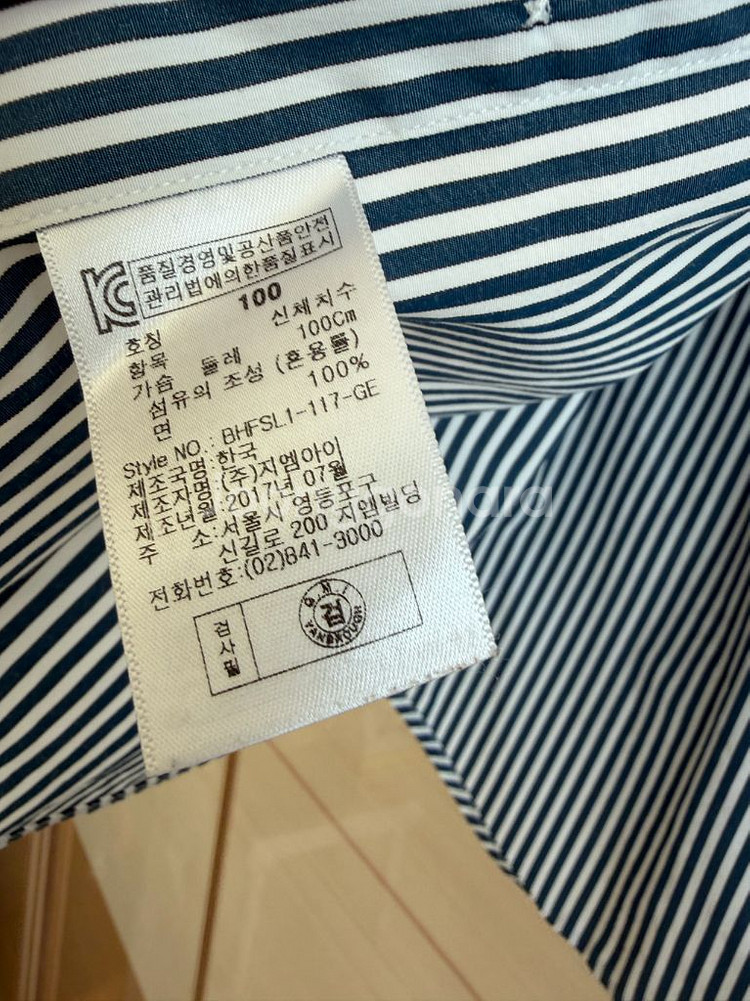 품질경영및공산품안전
관리법에의한품질표시
호칭 100
항목 신체치수
가슴 둘레 100Cm
섬유의 조성 (혼용률)
면 100%
Style NO.: BHFSL1-117-GE
제조국명:한국
제조자명:(주)지엠아이
제조년월:2017년 07월
주 소:서울시 영등포구
신길로 200 지엠빌딩
전화번호:(02)841-3000
검사필
G.M.I
검
YANBROUGH